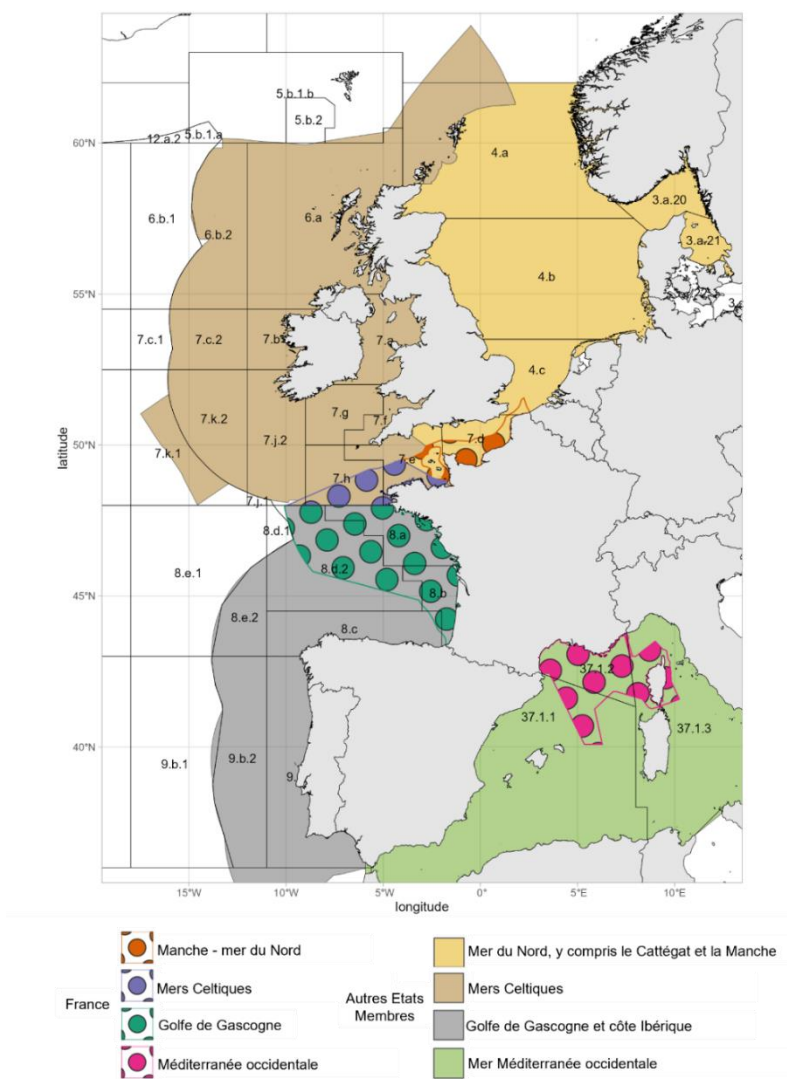 5.b.1.b
5.b.2
5.b.1.a
12.a.2
60°N
4.a
3.a.20
6.b.1
6.a
6.b.2
3.a.21
4.b
55°N
7.c.1
7.c.2
7.b
7.a
4.c
7.k.2
7.g
7.f
7.j.2
7.d
50°N
7.k.1
7.e
7.h
7.j.1
8.d.1
8.a
8.e.1
8.d.2
8.b
45°N
8.e.2
8.c
37.1.2
37.1.1
37.1.3
40°N
9.b.1
9.b.2
latitude
15°W 10°W 5°W 0° 5°E 10°E
longitude
France
Manche - mer du Nord
Mers Celtiques
Golfe de Gascogne
Méditerranée occidentale
Autres Etats
Membres
Mer du Nord, y compris le Cattégat et la Manche
Mers Celtiques
Golfe de Gascogne et côte Ibérique
Mer Méditerranée occidentale